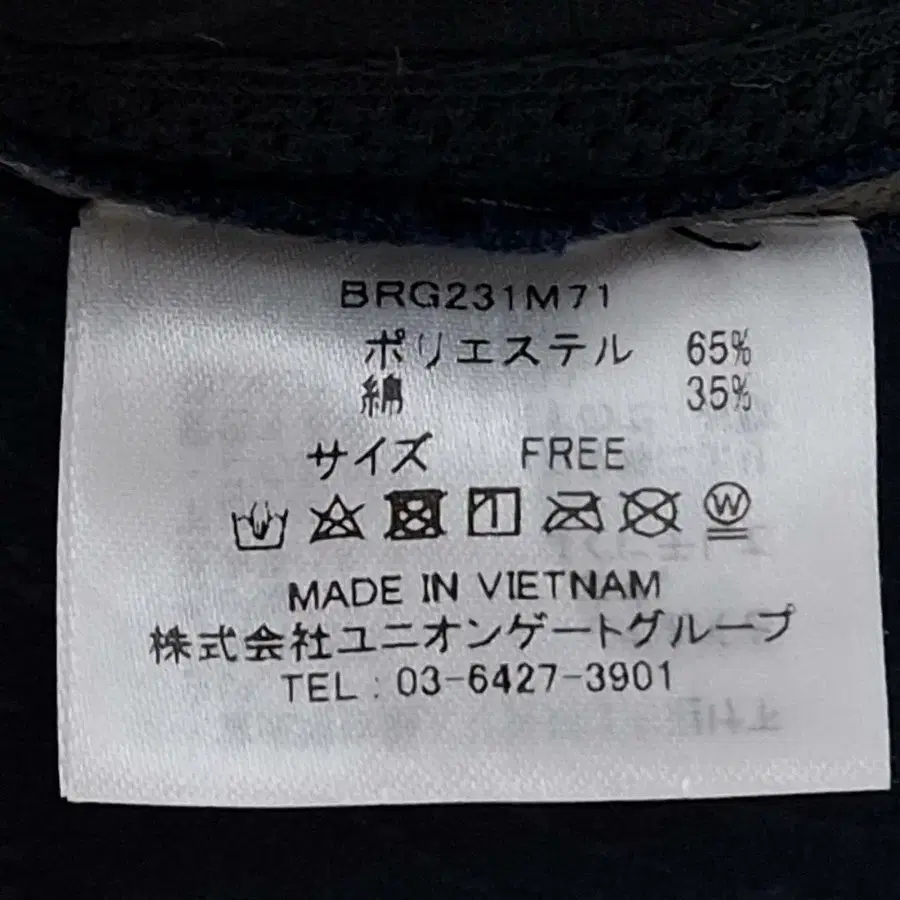 BRG231M71
ポリエステル 65%
綿 35%
サイズ FREE
W
MADE IN VIETNAM
株式会社ユニオンゲートグループ
TEL : 03-6427-3901